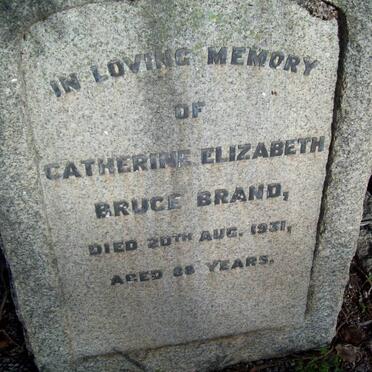 IN LOVING MEMORY
OF
CATHERINE ELIZABETH
BRUCE BRAND,
DIED 20TH AUG. 1931,
AGED 88 YEARS.